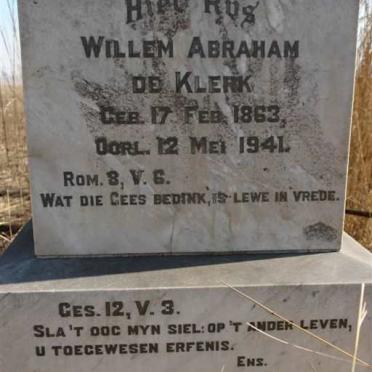 Hier Rus
WILLEM ABRAHAM
DE KLERK
GEB. 17 FEB. 1863,
OORL. 12 MEI 1941.
ROM. 8, V. 6.
WAT DIE GEES BEDINK, IS LEWE IN VREDE.
GES. 12, V. 3.
SLA'T OOG MYN SIEL: OP'T ANDER LEVEN,
U TOEGEWESEN ERFENIS.
ENS.